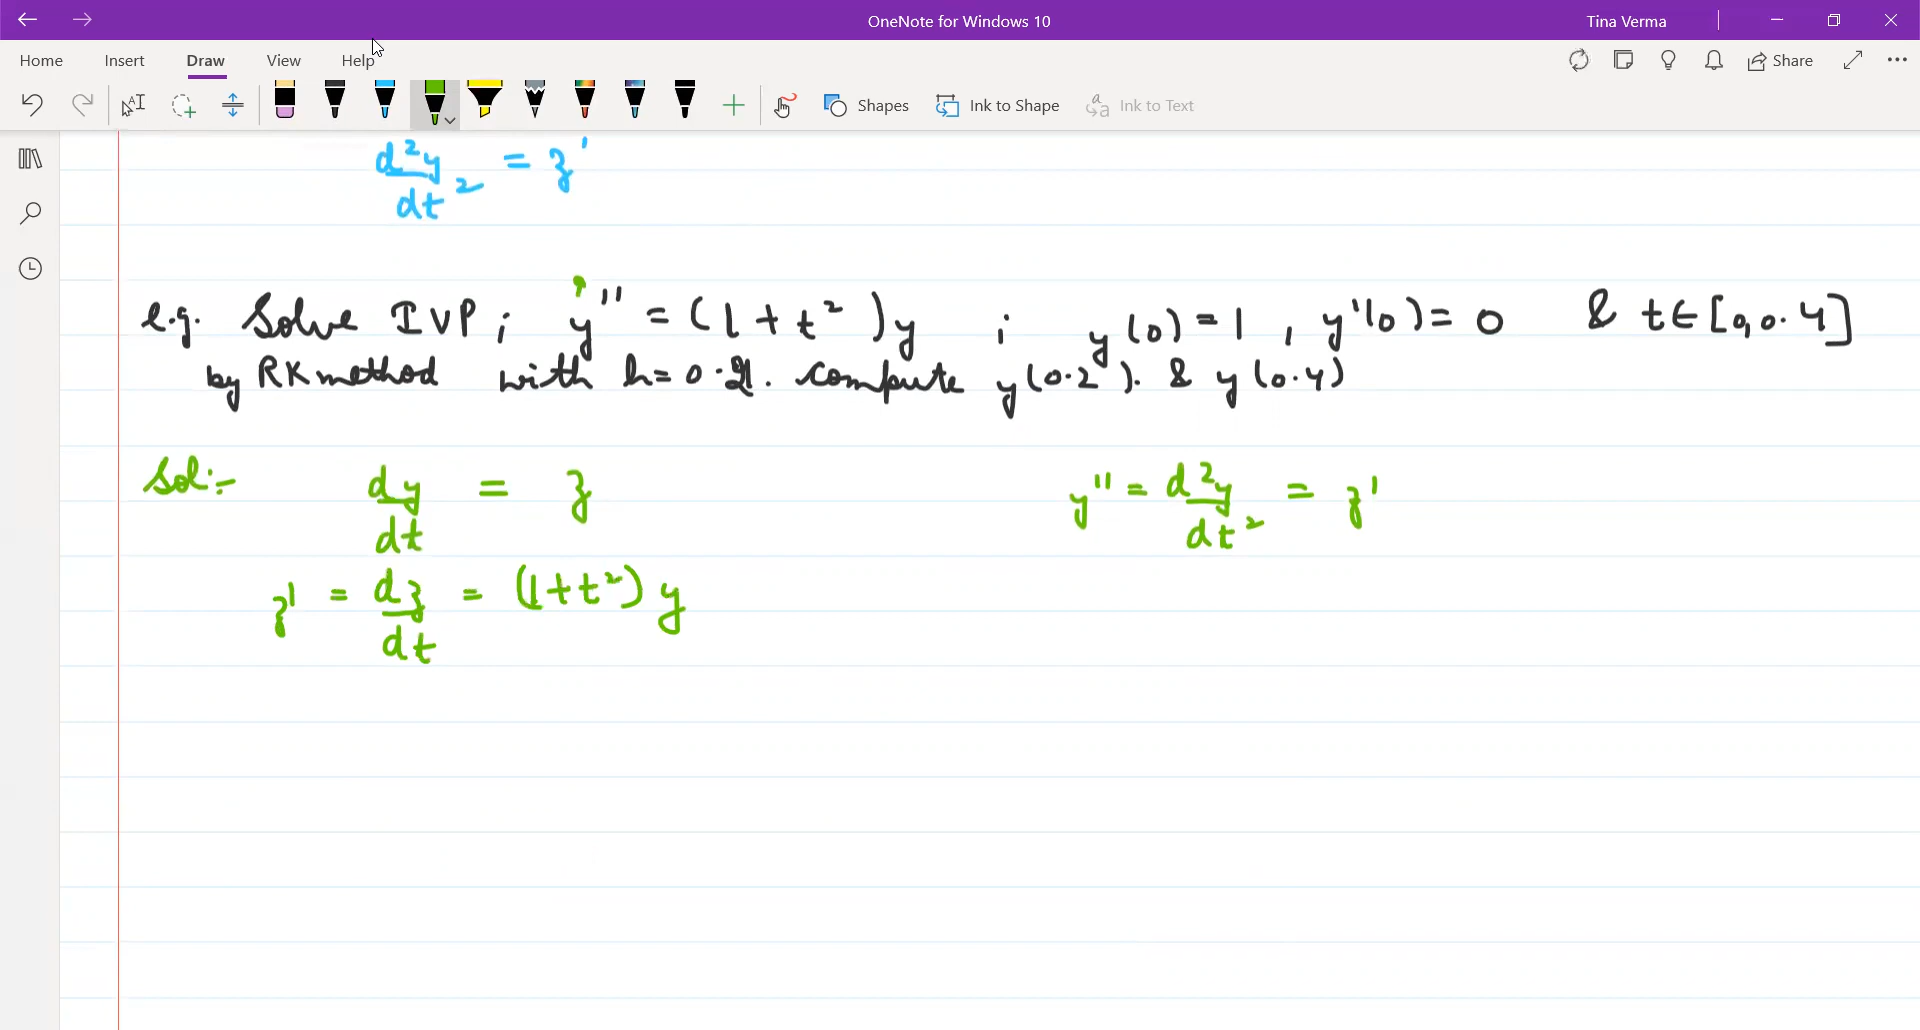 OneNote for Windows 10
Tina Verma
Home Insert Draw View Help Share
Shapes Ink to Shape Ink to Text
d²y/dt² = z'
e.g. Solve IVP ; y'' = (1 + t²) y ; y(0) = 1 , y'(0) = 0 & t ∈ [0, 0.4]
by RK method with h = 0.2. compute y(0.2). & y(0.4)
Sol:- dy/dt = z y'' = d²y/dt² = z'
z' = dz/dt = (1+t²) y